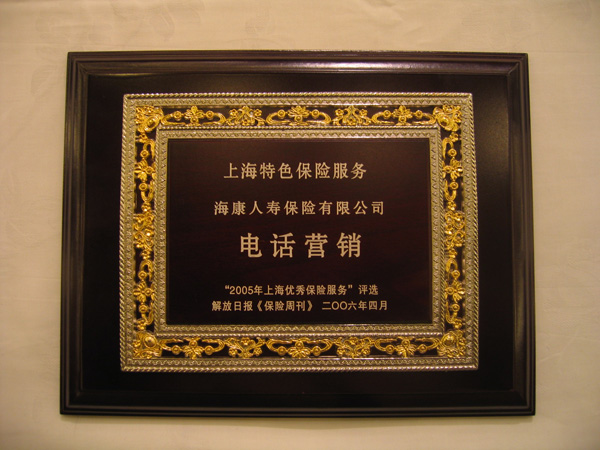 上海特色保险服务
海康人寿保险有限公司
电话营销
“2005年上海优秀保险服务”评选
解放日报《保险周刊》 二〇〇六年四月